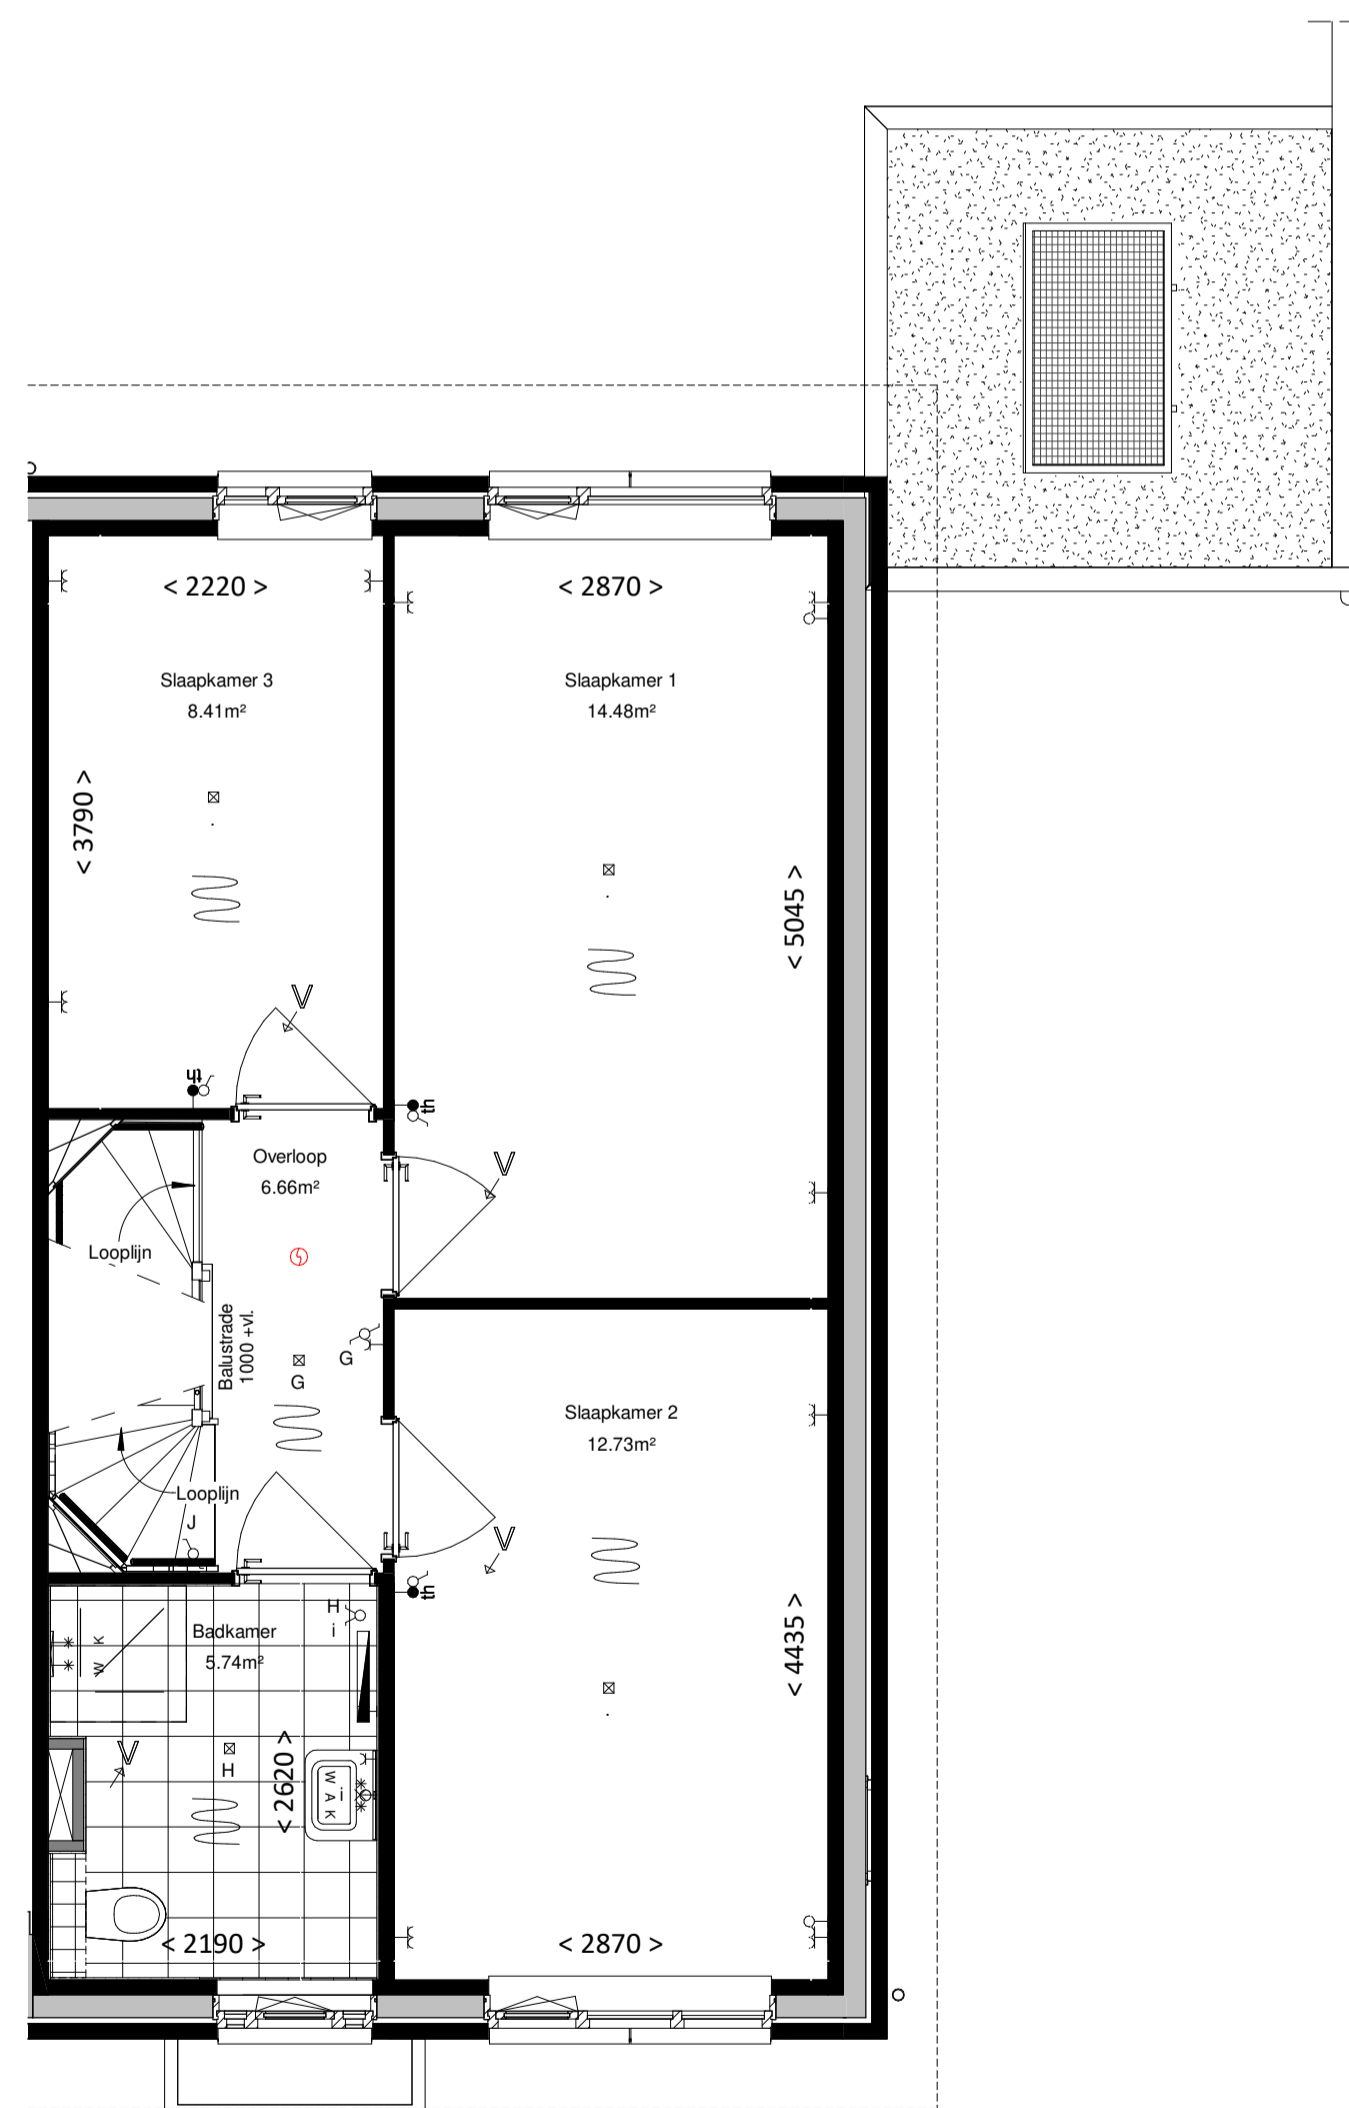 < 2220 >
< 2870 >
Slaapkamer 3
8.41m²
Slaapkamer 1
14.48m²
< 3790 >
< 5045 >
V
th
th
Overloop
6.66m²
V
Looplijn
Balustrade
1000 +vl.
G
G
Slaapkamer 2
12.73m²
Looplijn
J
V
th
H
i
Badkamer
5.74m²
W K
< 4435 >
V
H
< 2620 >
W A K
i
< 2190 >
< 2870 >